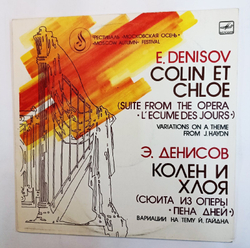 ФЕСТИВАЛЬ "МОСКОВСКАЯ ОСЕНЬ"
"MOSCOW AUTUMN" FESTIVAL
E. DENISOV
COLIN ET
CHLOE
(SUITE FROM THE OPERA
• L'ECUME DES JOURS •)
VARIATIONS ON A THEME
FROM J. HAYDN
Э. ДЕНИСОВ
КОЛЕН И
ХЛОЯ
(СЮИТА ИЗ ОПЕРЫ
• ПЕНА ДНЕЙ •)
ВАРИАЦИИ НА ТЕМУ Й. ГАЙДНА